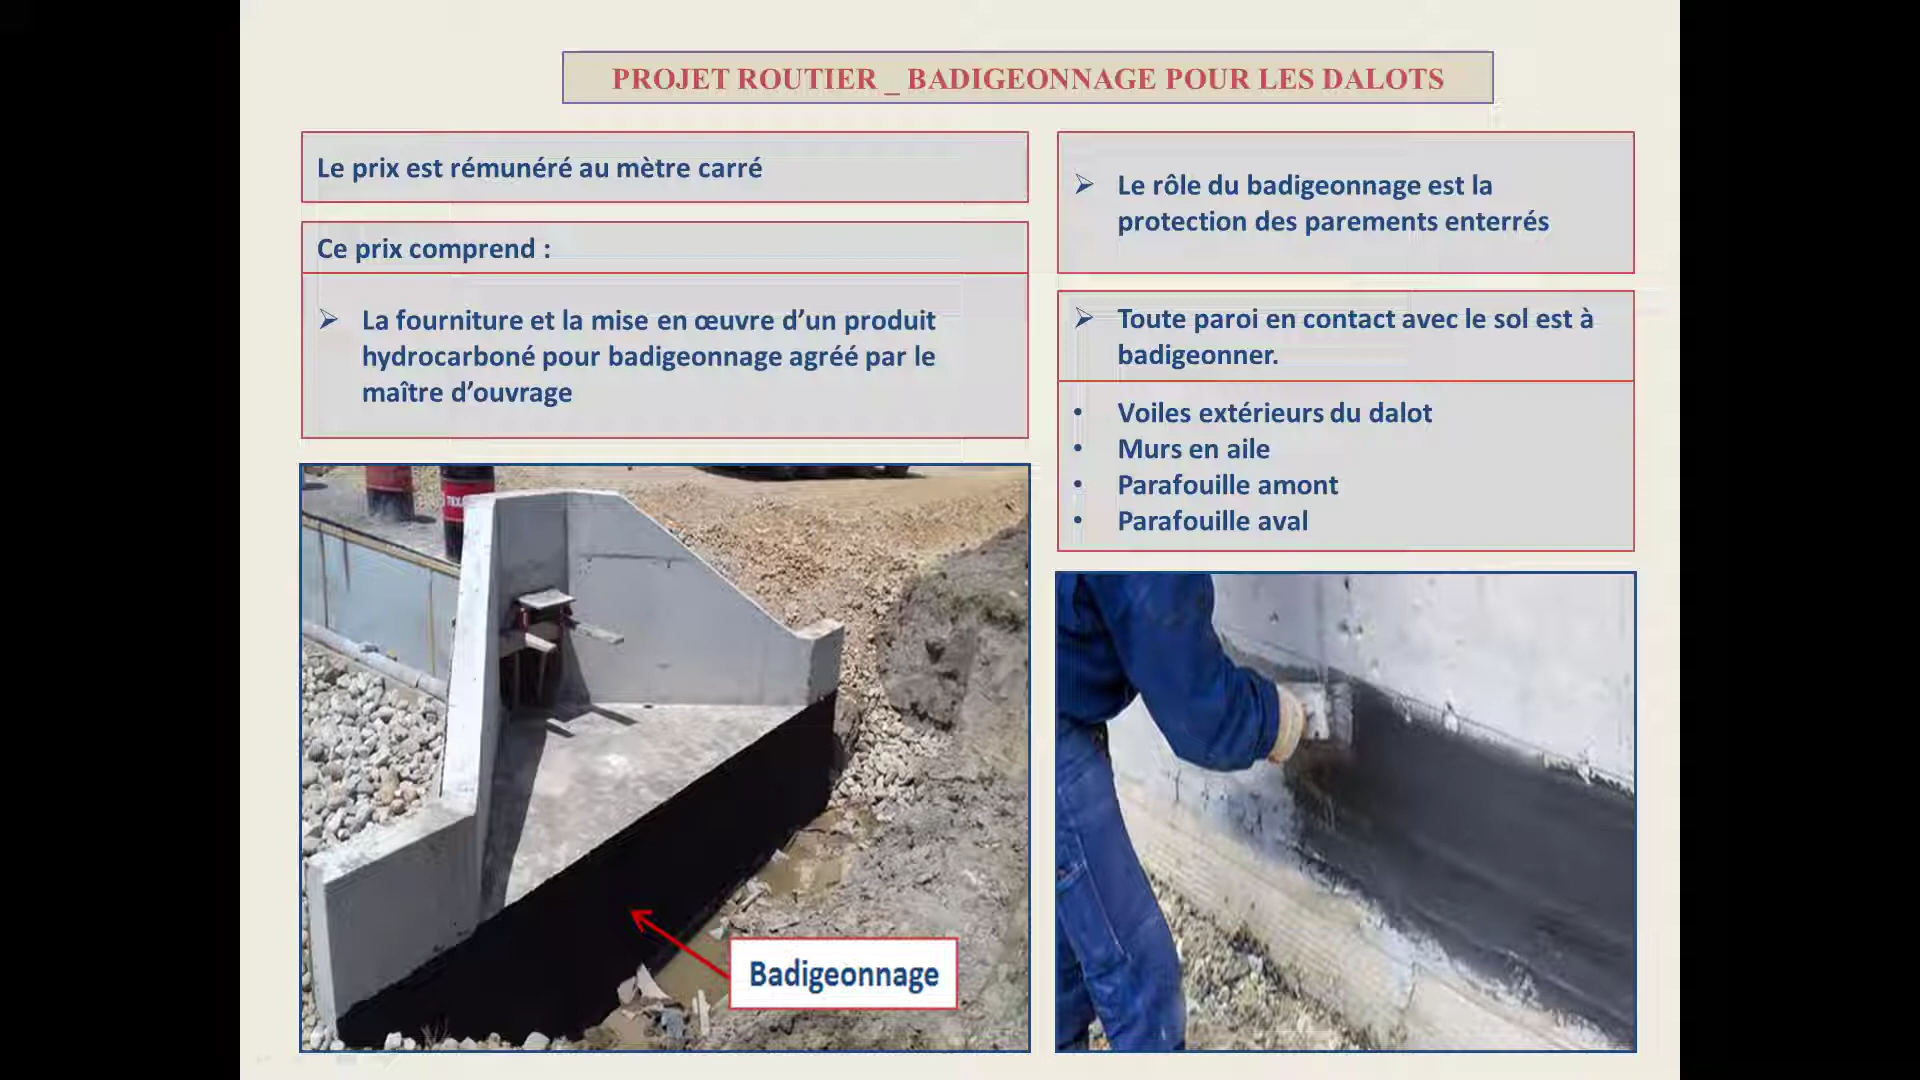 PROJET ROUTIER _ BADIGEONNAGE POUR LES DALOTS
Le prix est rémunéré au mètre carré
Ce prix comprend :
La fourniture et la mise en œuvre d’un produit
hydrocarboné pour badigeonnage agréé par le
maître d’ouvrage
Le rôle du badigeonnage est la
protection des parements enterrés
Toute paroi en contact avec le sol est à
badigeonner.
Voiles extérieurs du dalot
Murs en aile
Parafouille amont
Parafouille aval
Badigeonnage